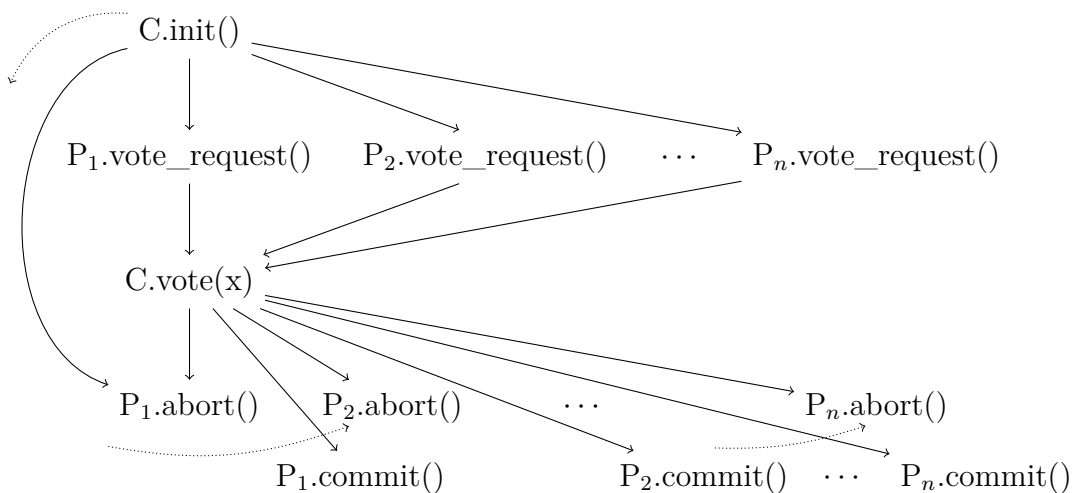 C.init()
P₁.vote_request() P₂.vote_request() ··· Pₙ.vote_request()
C.vote(x)
P₁.abort() P₂.abort() ··· Pₙ.abort()
P₁.commit() P₂.commit() ··· Pₙ.commit()